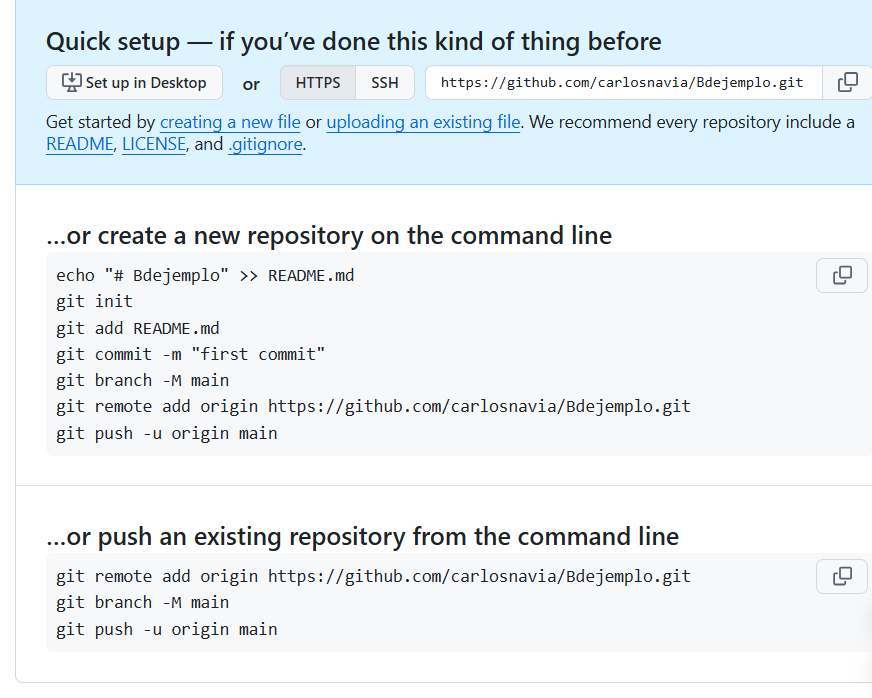 Quick setup — if you’ve done this kind of thing before
Set up in Desktop or HTTPS SSH https://github.com/carlosnavia/Bdejemplo.git
Get started by creating a new file or uploading an existing file. We recommend every repository include a
README, LICENSE, and .gitignore.
…or create a new repository on the command line
echo "# Bdejemplo" >> README.md
git init
git add README.md
git commit -m "first commit"
git branch -M main
git remote add origin https://github.com/carlosnavia/Bdejemplo.git
git push -u origin main
…or push an existing repository from the command line
git remote add origin https://github.com/carlosnavia/Bdejemplo.git
git branch -M main
git push -u origin main